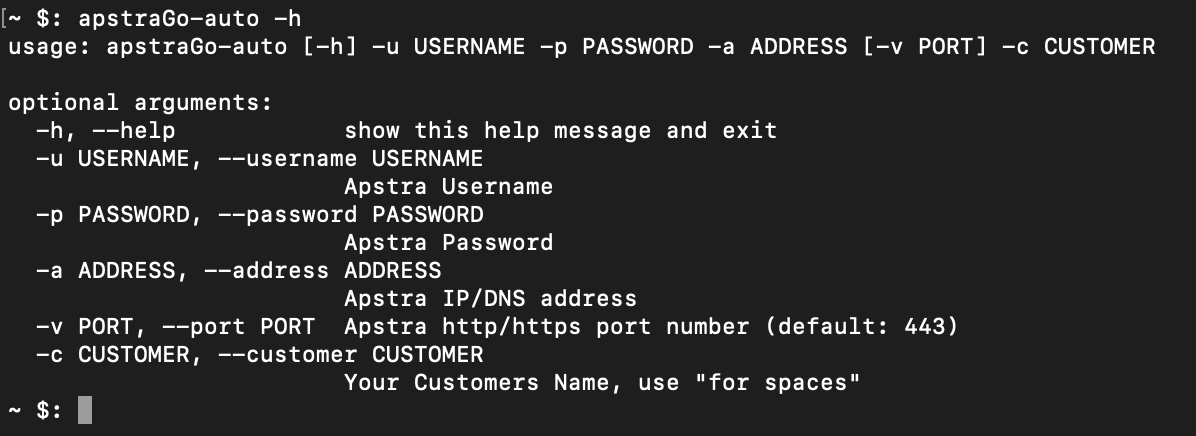 [~ $: apstraGo-auto -h
usage: apstraGo-auto [-h] -u USERNAME -p PASSWORD -a ADDRESS [-v PORT] -c CUSTOMER
optional arguments:
-h, --help show this help message and exit
-u USERNAME, --username USERNAME
Apstra Username
-p PASSWORD, --password PASSWORD
Apstra Password
-a ADDRESS, --address ADDRESS
Apstra IP/DNS address
-v PORT, --port PORT Apstra http/https port number (default: 443)
-c CUSTOMER, --customer CUSTOMER
Your Customers Name, use "for spaces"
~ $: